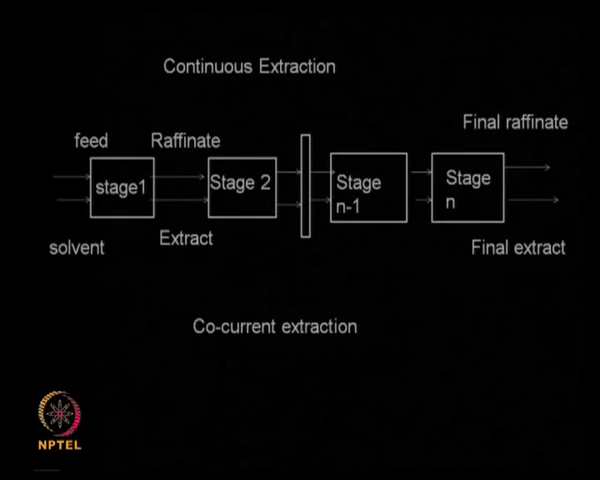 Continuous Extraction
Final raffinate
feed
Raffinate
stage1
Stage 2
Stage
n-1
Stage
n
solvent
Extract
Final extract
Co-current extraction
NPTEL